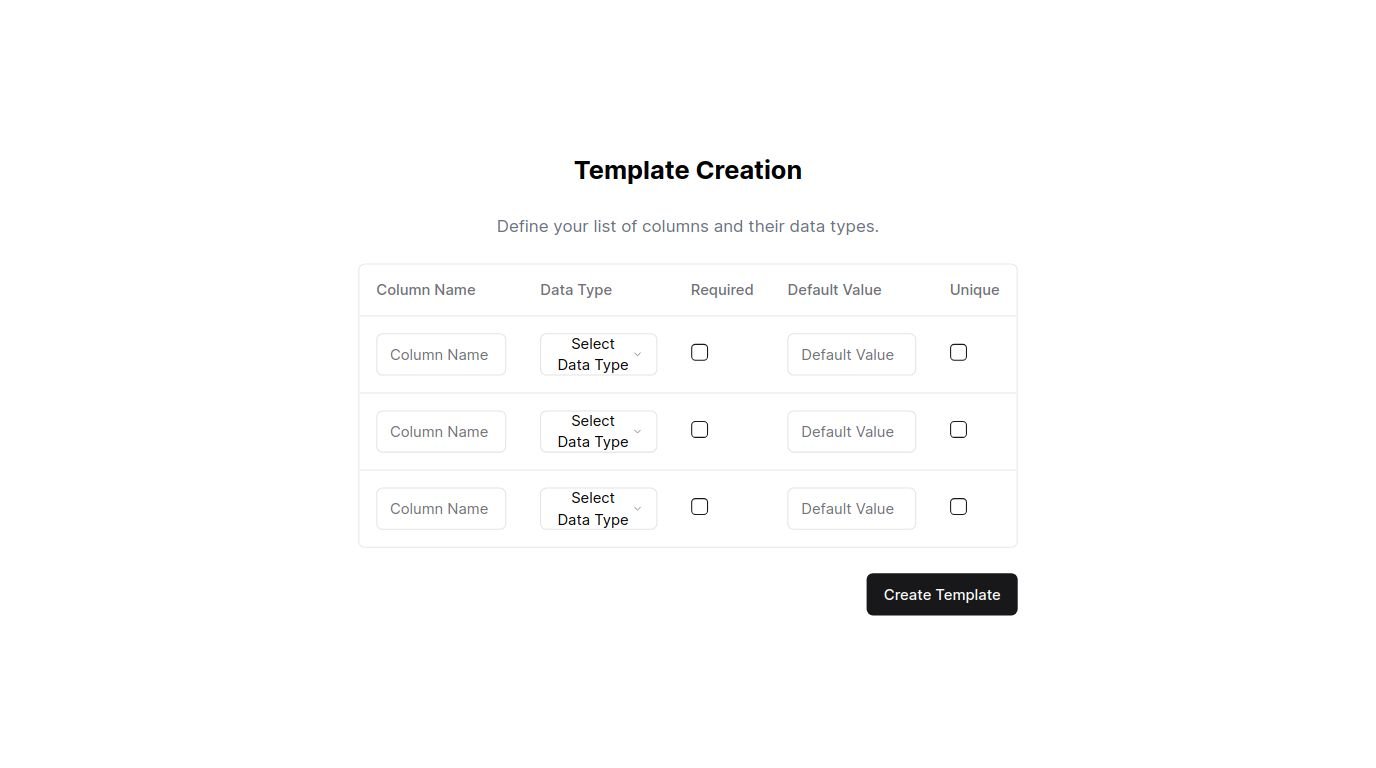 Template Creation
Define your list of columns and their data types.
Column Name Data Type Required Default Value Unique
Column Name Select Data Type Default Value
Column Name Select Data Type Default Value
Column Name Select Data Type Default Value
Create Template